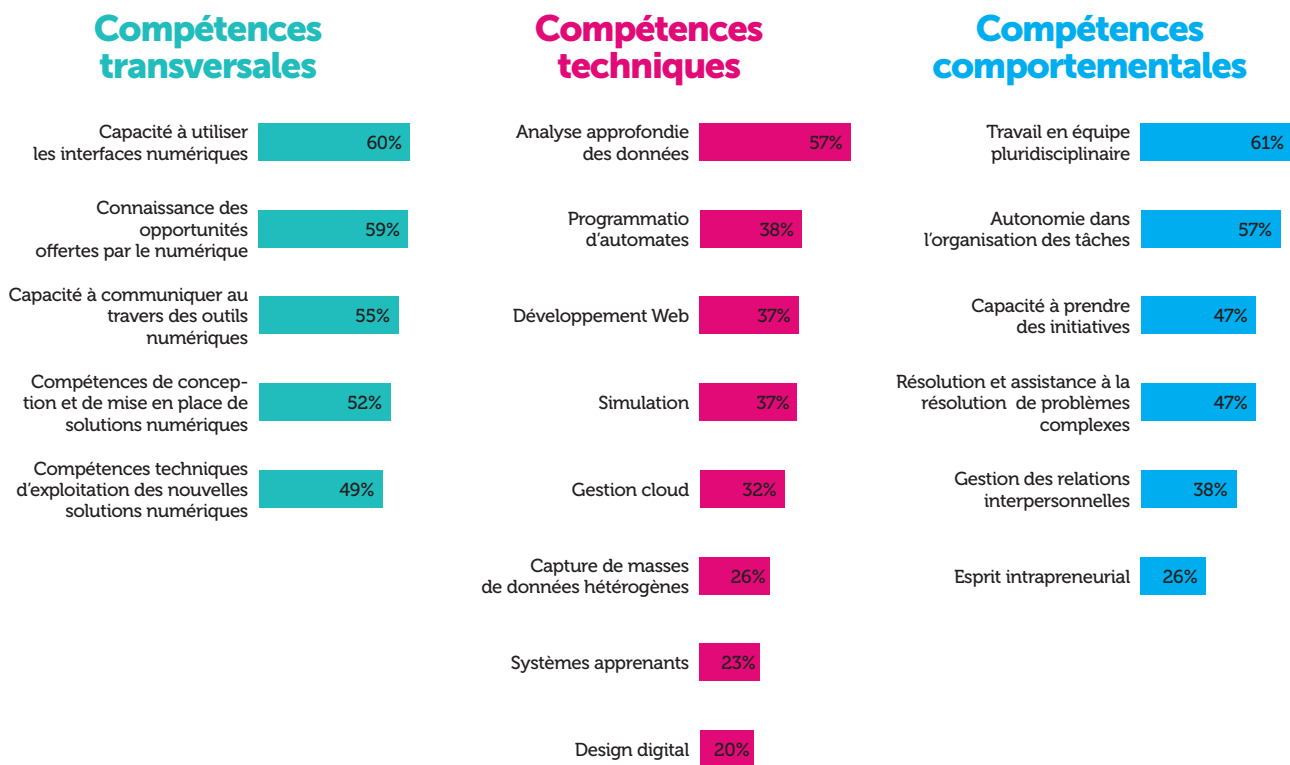 Compétences
transversales
Capacité à utiliser
les interfaces numériques
60%
Connaissance des
opportunités
offertes par le numérique
59%
Capacité à communiquer au
travers des outils
numériques
55%
Compétences de concep-
tion et de mise en place de
solutions numériques
52%
Compétences techniques
d’exploitation des nouvelles
solutions numériques
49%
Compétences
techniques
Analyse approfondie
des données
57%
Programmatio
d’automates
38%
Développement Web
37%
Simulation
37%
Gestion cloud
32%
Capture de masses
de données hétérogènes
26%
Systèmes apprenants
23%
Design digital
20%
Compétences
comportementales
Travail en équipe
pluridisciplinaire
61%
Autonomie dans
l’organisation des tâches
57%
Capacité à prendre
des initiatives
47%
Résolution et assistance à la
résolution de problèmes
complexes
47%
Gestion des relations
interpersonnelles
38%
Esprit intrapreneurial
26%